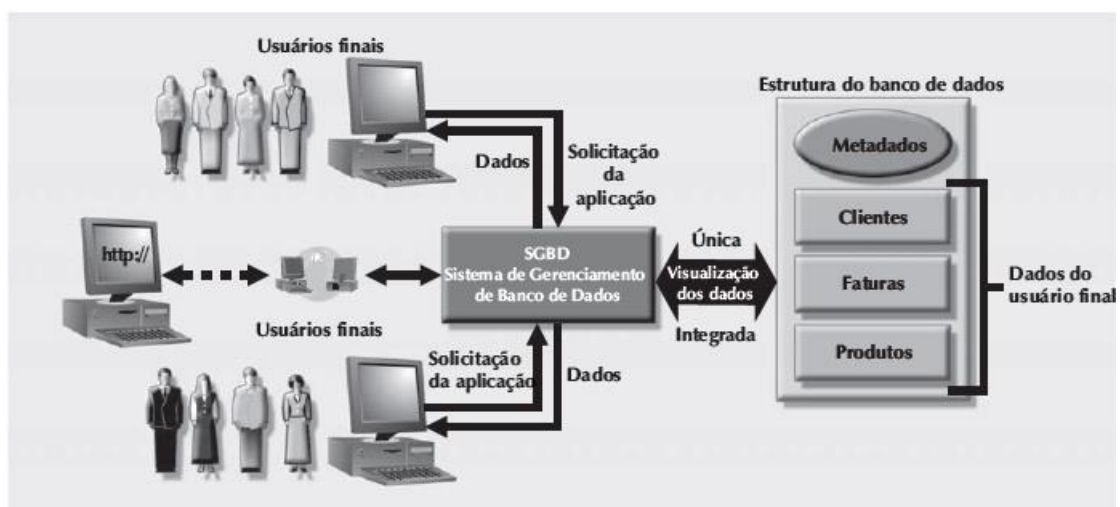 Usuários finais
Dados
Solicitação
da
aplicação
Estrutura do banco de dados
Metadados
Clientes
Faturas
Produtos
Dados do
usuário final
http://
SGBD
Sistema de Gerenciamento
de Banco de Dados
Única
Visualização
dos dados
Integrada
Usuários finais
Solicitação
da aplicação
Dados